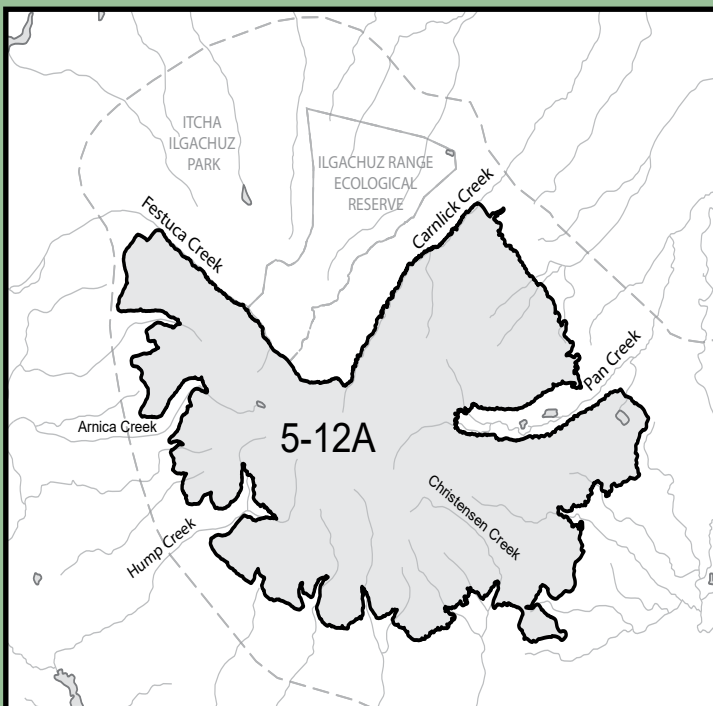 ITCHA
ILGACHUZ
PARK
ILGACHUZ RANGE
ECOLOGICAL
RESERVE
Carnlick Creek
Festuca Creek
Pan Creek
Arnica Creek
5-12A
Christensen Creek
Hump Creek